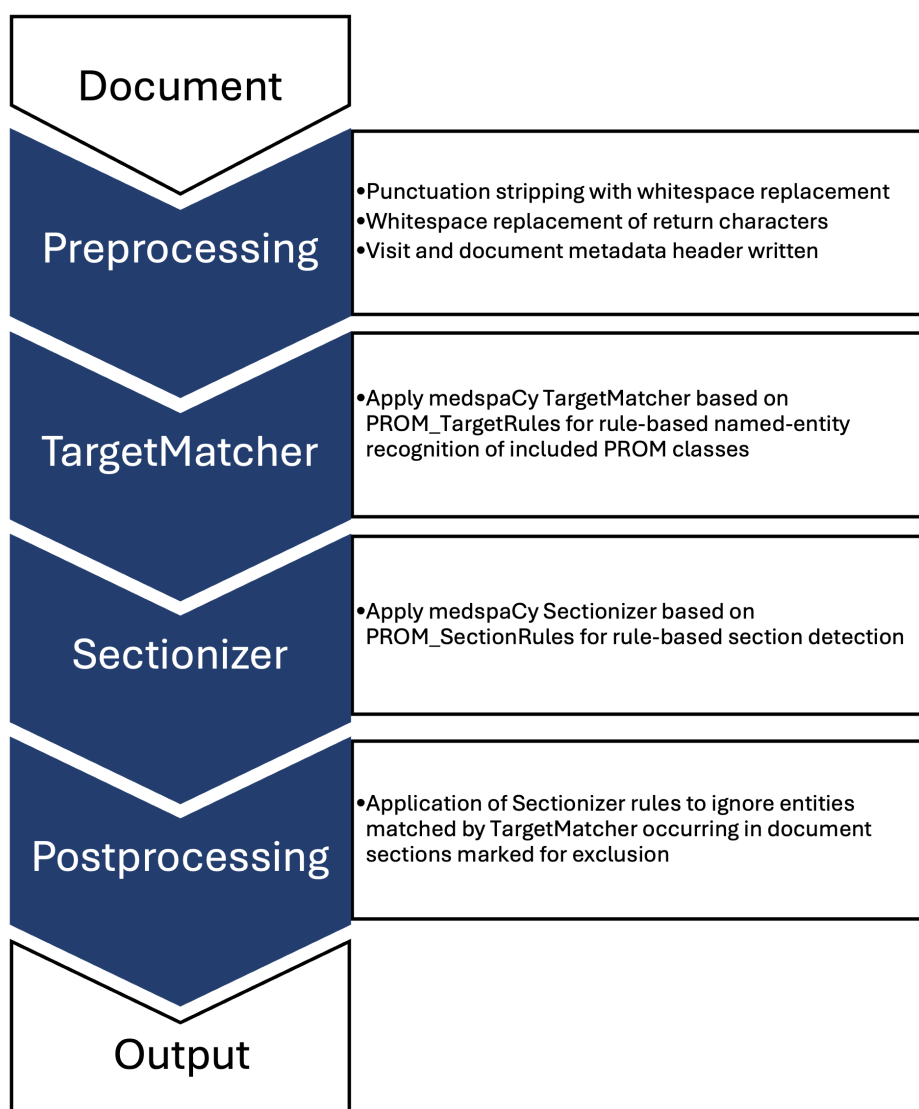 Document
Preprocessing
•Punctuation stripping with whitespace replacement
•Whitespace replacement of return characters
•Visit and document metadata header written
TargetMatcher
•Apply medspaCy TargetMatcher based on
PROM_TargetRules for rule-based named-entity
recognition of included PROM classes
Sectionizer
•Apply medspaCy Sectionizer based on
PROM_SectionRules for rule-based section detection
Postprocessing
•Application of Sectionizer rules to ignore entities
matched by TargetMatcher occurring in document
sections marked for exclusion
Output